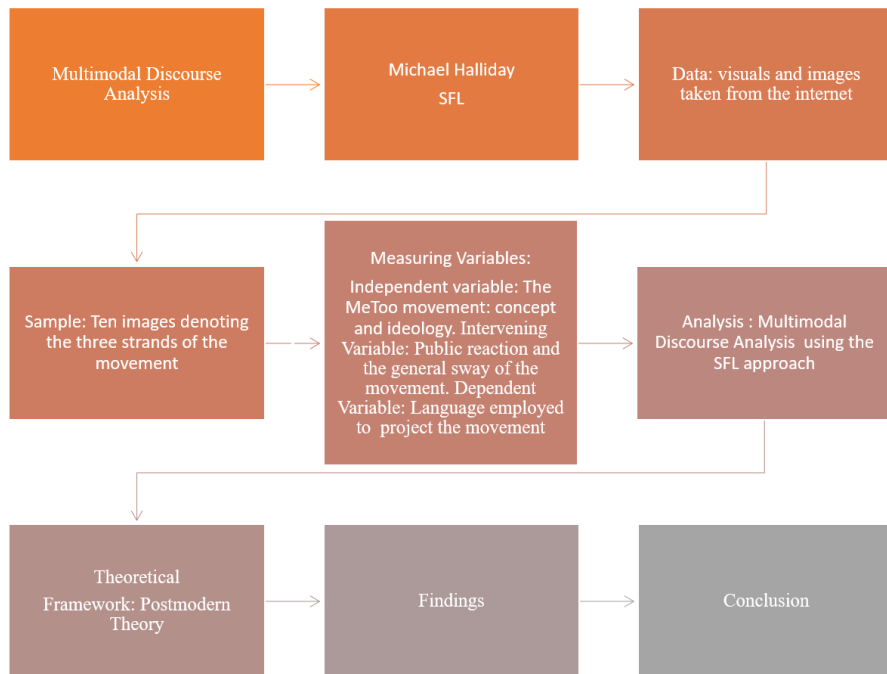 Multimodal Discourse
Analysis
Michael Halliday
SFL
Data: visuals and images
taken from the internet
Sample: Ten images denoting
the three strands of the
movement
Measuring Variables:
Independent variable: The
MeToo movement: concept
and ideology. Intervening
Variable: Public reaction and
the general sway of the
movement. Dependent
Variable: Language employed
to project the movement
Analysis : Multimodal
Discourse Analysis using the
SFL approach
Theoretical
Framework: Postmodern
Theory
Findings
Conclusion